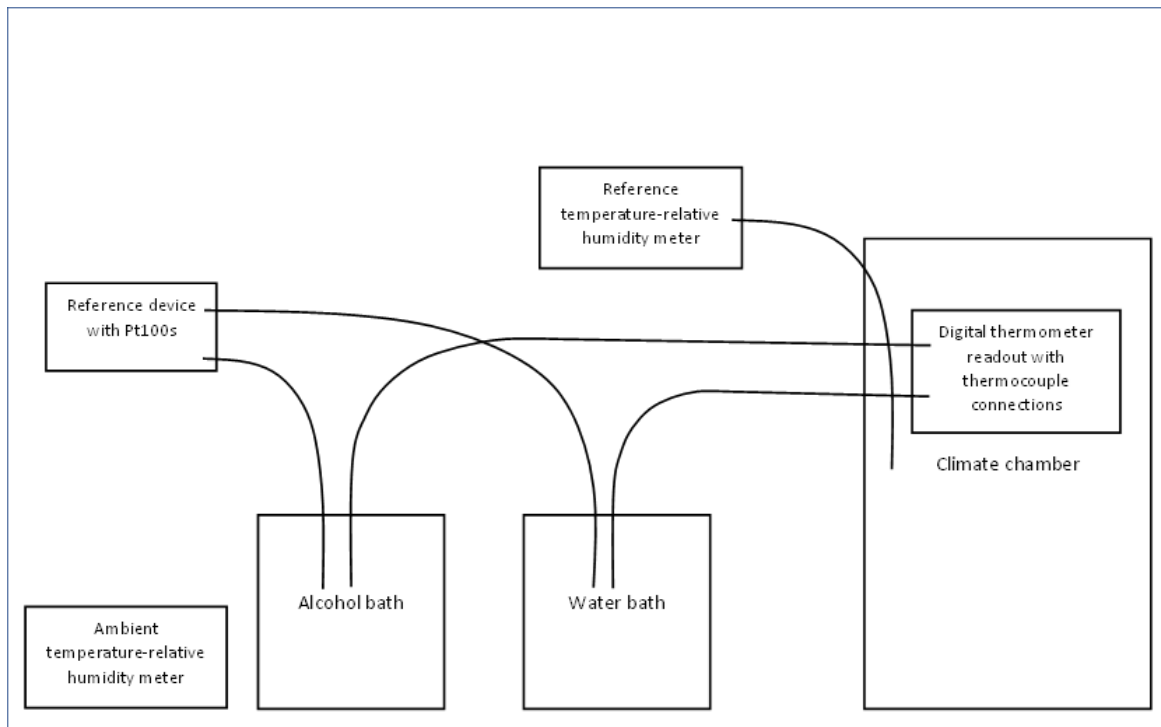 Reference
temperature-relative
humidity meter
Reference device
with Pt100s
Digital thermometer
readout with
thermocouple
connections
Climate chamber
Alcohol bath
Water bath
Ambient
temperature-relative
humidity meter